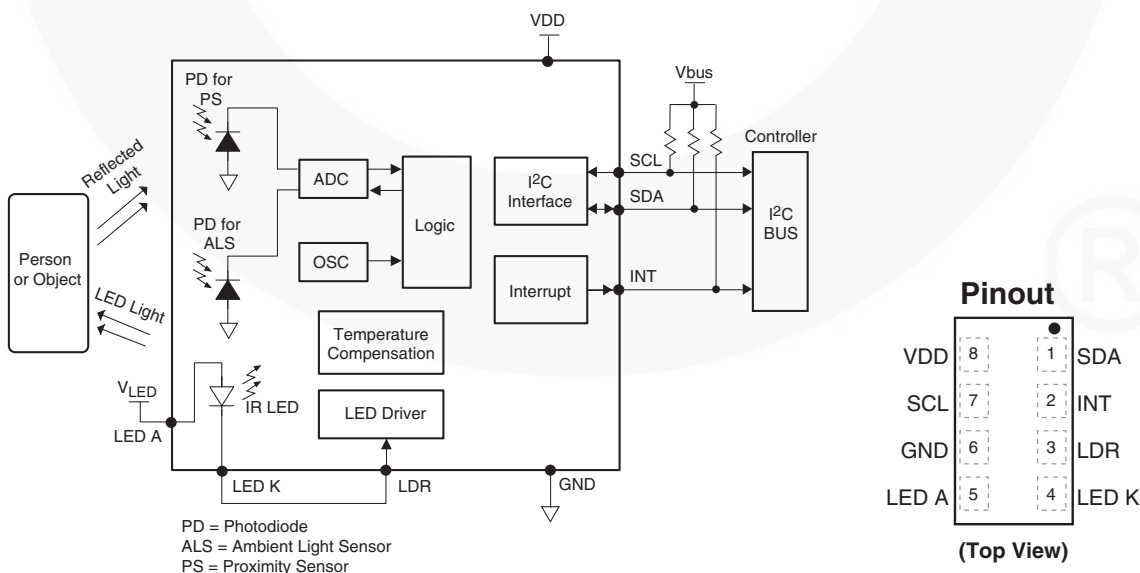 VDD
PD for
PS
Vbus
Controller
Reflected
Light
ADC
Logic
I2C
Interface
SCL
SDA
I2C
BUS
PD for
ALS
Person
or Object
OSC
LED Light
Interrupt
INT
Temperature
Compensation
VLED
IR LED
LED Driver
LED A
LED K
LDR
GND
PD = Photodiode
ALS = Ambient Light Sensor
PS = Proximity Sensor
®
Pinout
VDD 8 1 SDA
SCL 7 2 INT
GND 6 3 LDR
LED A 5 4 LED K
(Top View)